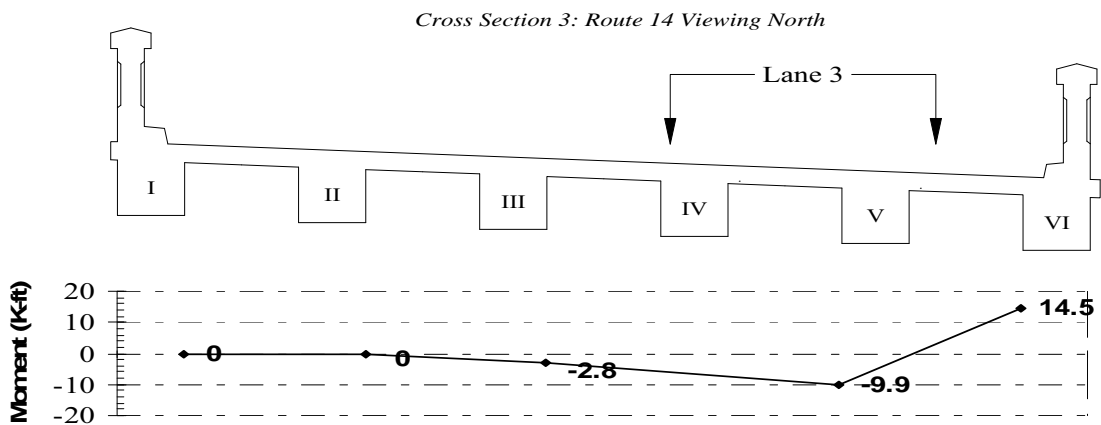 Cross Section 3: Route 14 Viewing North
Lane 3
I
II
III
IV
V
VI
Moment (K-ft)
20
10
0
-10
-20
0
0
-2.8
-9.9
14.5